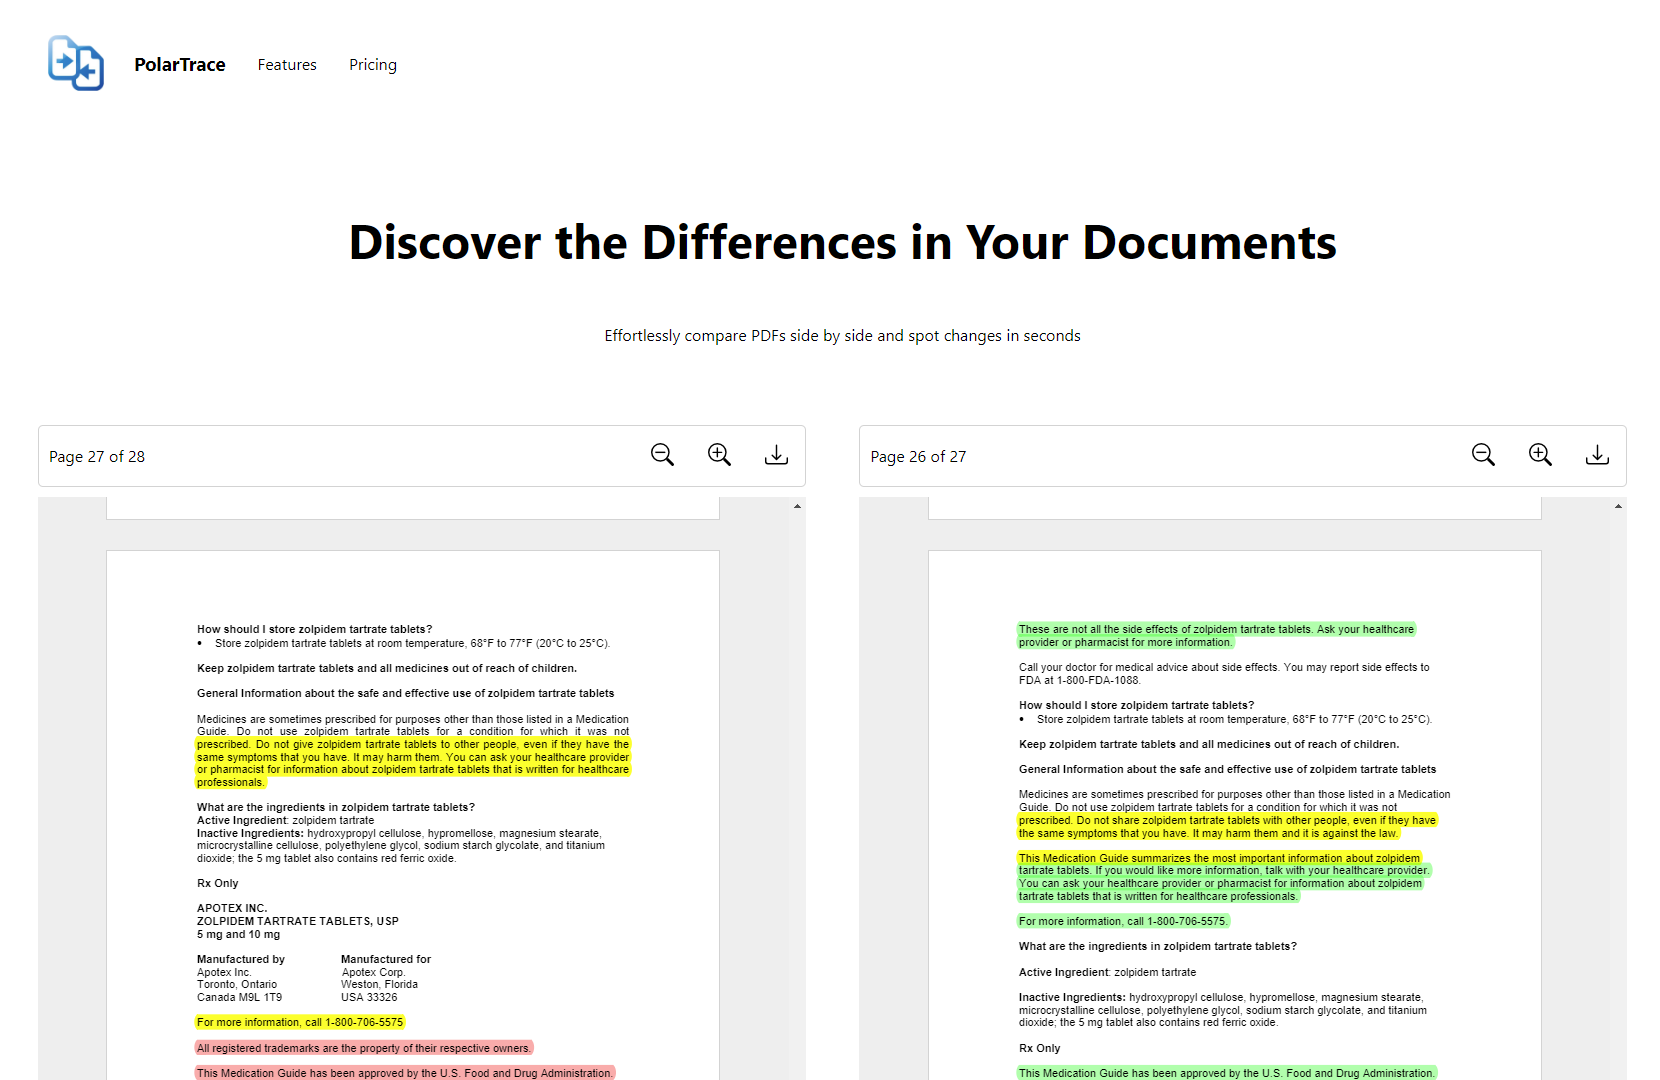 PolarTrace Features Pricing
Discover the Differences in Your Documents
Effortlessly compare PDFs side by side and spot changes in seconds
Page 27 of 28
How should I store zolpidem tartrate tablets?
• Store zolpidem tartrate tablets at room temperature, 68°F to 77°F (20°C to 25°C).
Keep zolpidem tartrate tablets and all medicines out of reach of children.
General Information about the safe and effective use of zolpidem tartrate tablets
Medicines are sometimes prescribed for purposes other than those listed in a Medication
Guide. Do not use zolpidem tartrate tablets for a condition for which it was not
prescribed. Do not give zolpidem tartrate tablets to other people, even if they have the
same symptoms that you have. It may harm them. You can ask your healthcare provider
or pharmacist for information about zolpidem tartrate tablets that is written for healthcare
professionals.
What are the ingredients in zolpidem tartrate tablets?
Active Ingredient: zolpidem tartrate
Inactive Ingredients: hydroxypropyl cellulose, hypromellose, magnesium stearate,
microcrystalline cellulose, polyethylene glycol, sodium starch glycolate, and titanium
dioxide; the 5 mg tablet also contains red ferric oxide.
Rx Only
APOTEX INC.
ZOLPIDEM TARTRATE TABLETS, USP
5 mg and 10 mg
Manufactured by Manufactured for
Apotex Inc. Apotex Corp.
Toronto, Ontario Weston, Florida
Canada M9L 1T9 USA 33326
For more information, call 1-800-706-5575
All registered trademarks are the property of their respective owners.
This Medication Guide has been approved by the U.S. Food and Drug Administration.
Page 26 of 27
These are not all the side effects of zolpidem tartrate tablets. Ask your healthcare
provider or pharmacist for more information.
Call your doctor for medical advice about side effects. You may report side effects to
FDA at 1-800-FDA-1088.
How should I store zolpidem tartrate tablets?
• Store zolpidem tartrate tablets at room temperature, 68°F to 77°F (20°C to 25°C).
Keep zolpidem tartrate tablets and all medicines out of reach of children.
General Information about the safe and effective use of zolpidem tartrate tablets
Medicines are sometimes prescribed for purposes other than those listed in a Medication
Guide. Do not use zolpidem tartrate tablets for a condition for which it was not
prescribed. Do not share zolpidem tartrate tablets with other people, even if they have
the same symptoms that you have. It may harm them and it is against the law.
This Medication Guide summarizes the most important information about zolpidem
tartrate tablets. If you would like more information, talk with your healthcare provider.
You can ask your healthcare provider or pharmacist for information about zolpidem
tartrate tablets that is written for healthcare professionals.
For more information, call 1-800-706-5575.
What are the ingredients in zolpidem tartrate tablets?
Active Ingredient: zolpidem tartrate
Inactive Ingredients: hydroxypropyl cellulose, hypromellose, magnesium stearate,
microcrystalline cellulose, polyethylene glycol, sodium starch glycolate, and titanium
dioxide; the 5 mg tablet also contains red ferric oxide.
Rx Only
This Medication Guide has been approved by the U.S. Food and Drug Administration.